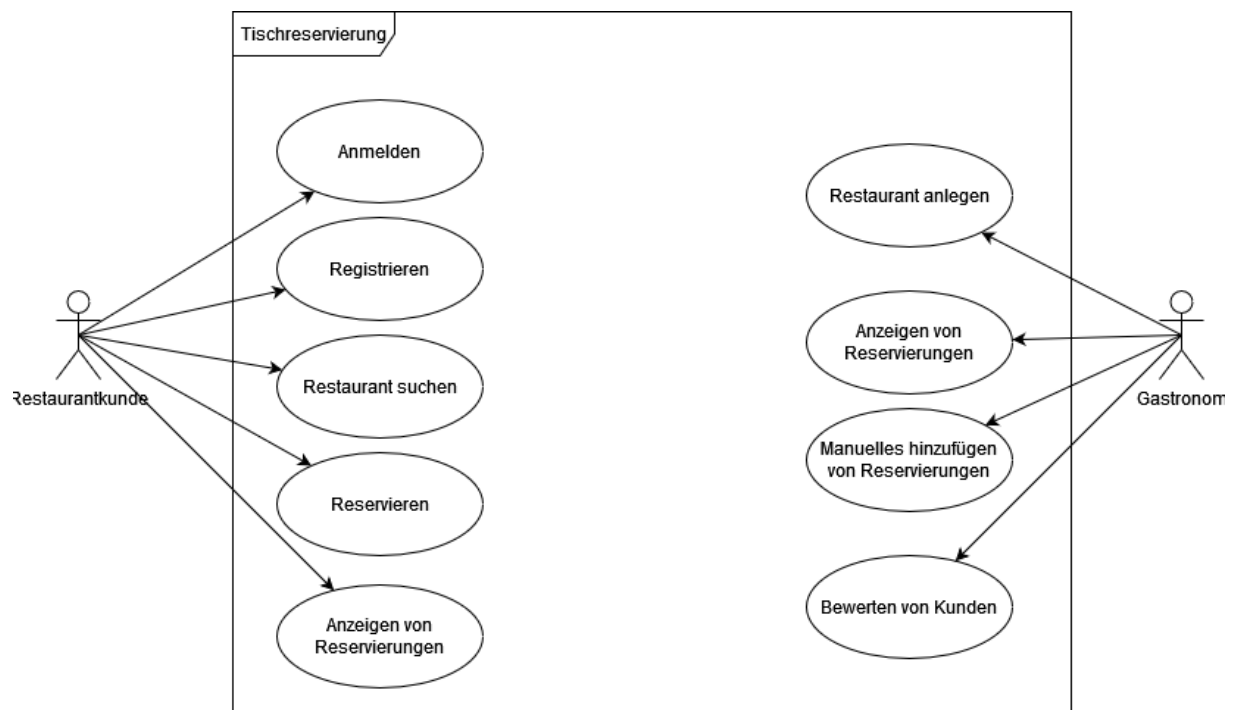 Tischreservierung
Anmelden
Registrieren
Restaurant suchen
Reservieren
Anzeigen von
Reservierungen
Restaurantkunde
Restaurant anlegen
Anzeigen von
Reservierungen
Manuelles hinzufügen
von Reservierungen
Bewerten von Kunden
Gastronom